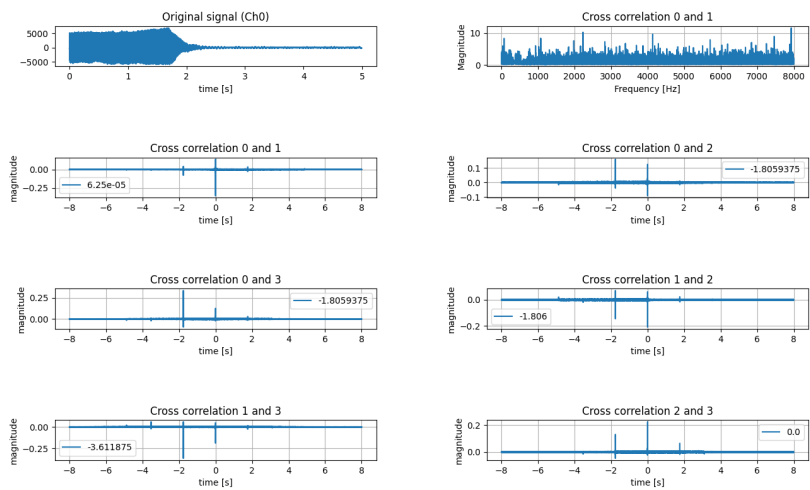 Original signal (Ch0)
5000
0
−5000
0 1 2 3 4 5
time [s]
Cross correlation 0 and 1
Magnitude
10
0
0 1000 2000 3000 4000 5000 6000 7000 8000
Frequency [Hz]
Cross correlation 0 and 1
magnitude
0.00
−0.25
6.25e-05
−8 −6 −4 −2 0 2 4 6 8
time [s]
Cross correlation 0 and 2
magnitude
0.1
0.0
−0.1
-1.8059375
−8 −6 −4 −2 0 2 4 6 8
time [s]
Cross correlation 0 and 3
magnitude
0.25
0.00
-1.8059375
−8 −6 −4 −2 0 2 4 6 8
time [s]
Cross correlation 1 and 2
magnitude
0.0
−0.2
-1.806
−8 −6 −4 −2 0 2 4 6 8
time [s]
Cross correlation 1 and 3
magnitude
0.00
−0.25
-3.611875
−8 −6 −4 −2 0 2 4 6 8
time [s]
Cross correlation 2 and 3
magnitude
0.2
0.0
0.0
−8 −6 −4 −2 0 2 4 6 8
time [s]